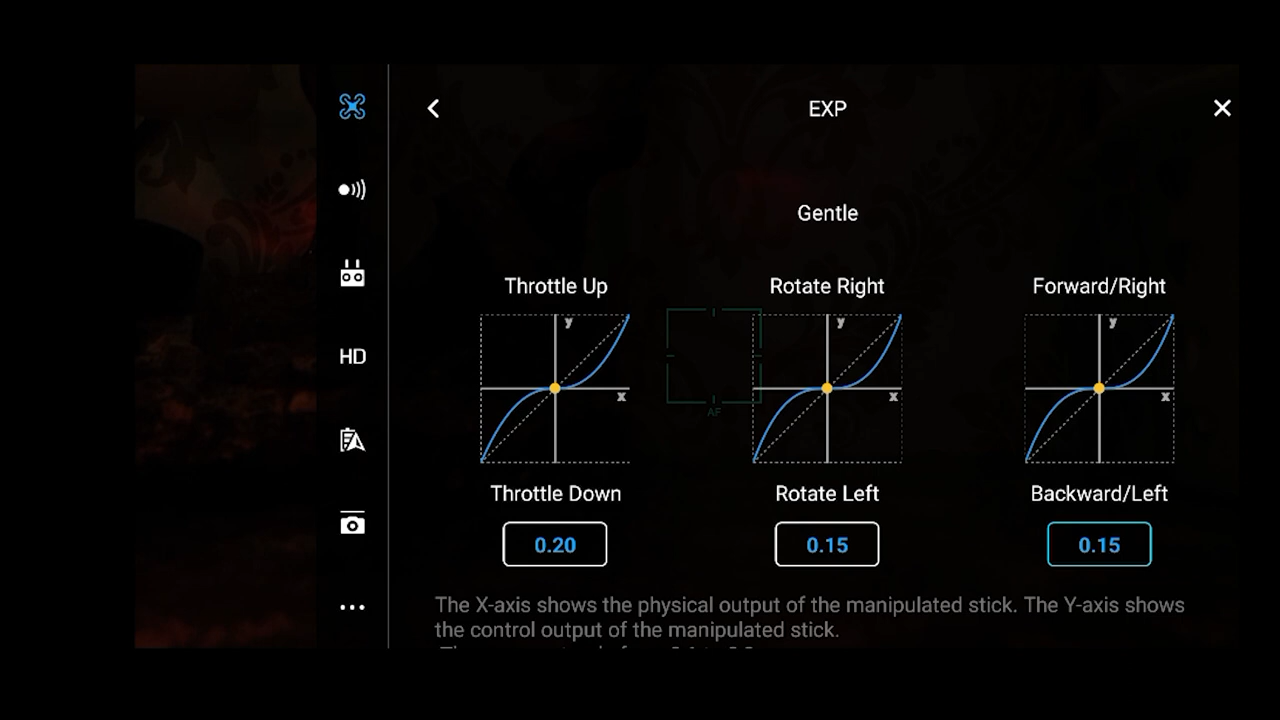 EXP
Gentle
Throttle Up
Rotate Right
Forward/Right
y
y
y
HD
x
x
x
AF
Throttle Down
Rotate Left
Backward/Left
0.20
0.15
0.15
The X-axis shows the physical output of the manipulated stick. The Y-axis shows
the control output of the manipulated stick.